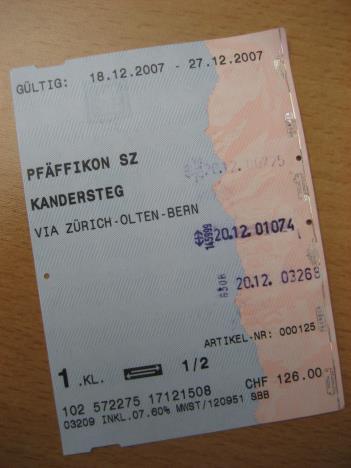 GÜLTIG: 18.12.2007 - 27.12.2007
PFÄFFIKON SZ
KANDERSTEG
VIA ZÜRICH-OLTEN-BERN
20.12.
20.12. 01074
20.12. 03268
ARTIKEL-NR: 000125
1.KL. 1/2
102 572275 17121508 CHF 126.00
03209 INKL.07.60% MWST/120951 SBB